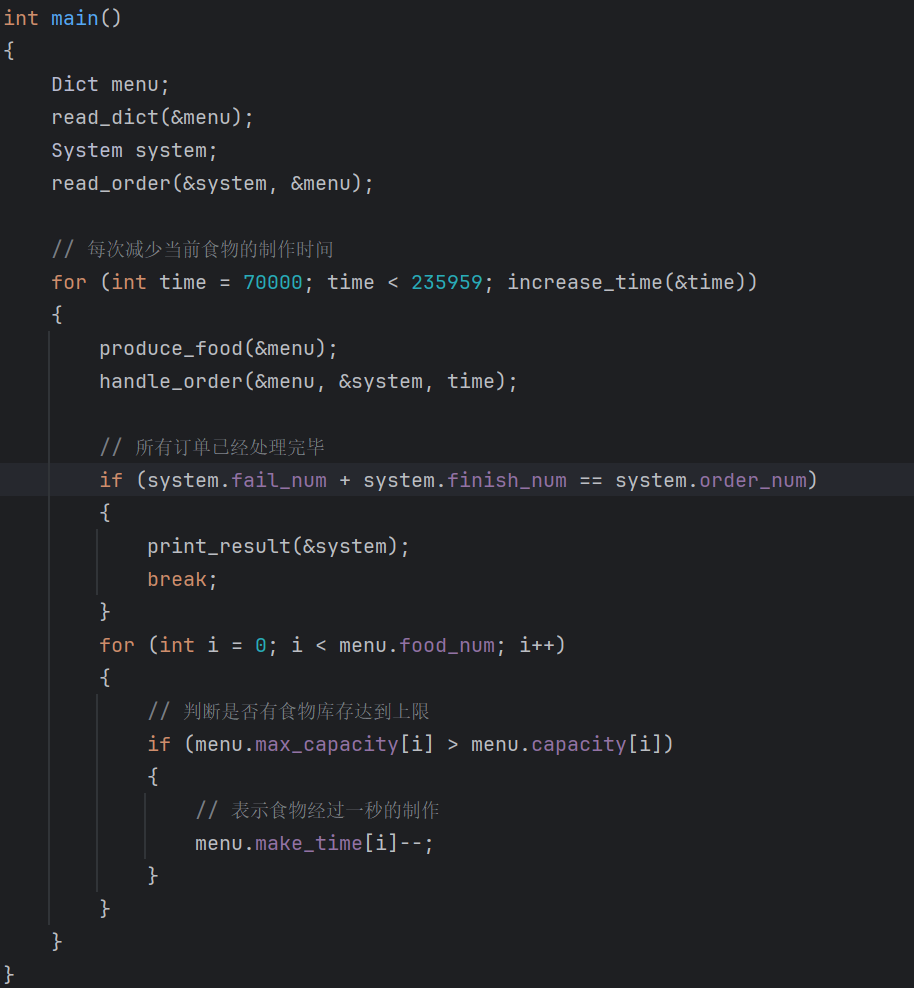 int main()
{
    Dict menu;
    read_dict(&menu);
    System system;
    read_order(&system, &menu);

    // 每次减少当前食物的制作时间
    for (int time = 70000; time < 235959; increase_time(&time))
    {
        produce_food(&menu);
        handle_order(&menu, &system, time);

        // 所有订单已经处理完毕
        if (system.fail_num + system.finish_num == system.order_num)
        {
            print_result(&system);
            break;
        }
        for (int i = 0; i < menu.food_num; i++)
        {
            // 判断是否有食物库存达到上限
            if (menu.max_capacity[i] > menu.capacity[i])
            {
                // 表示食物经过一秒的制作
                menu.make_time[i]--;
            }
        }
    }
}